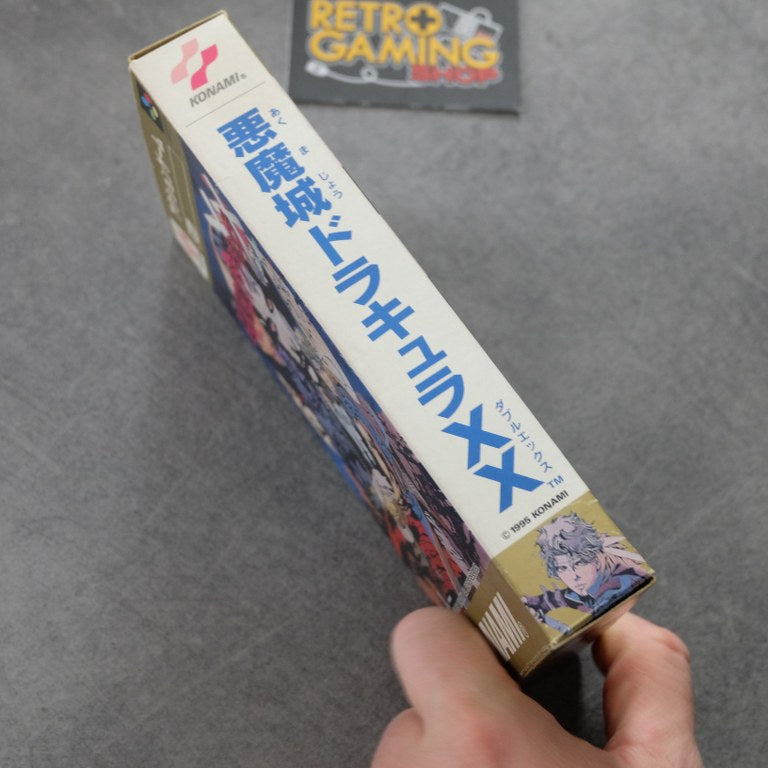 RETRO
GAMING
SHOP
KONAMI®
悪魔城ドラキュラXX
あく
ま
じょう
ダブルエックス
TM
© 1995 KONAMI